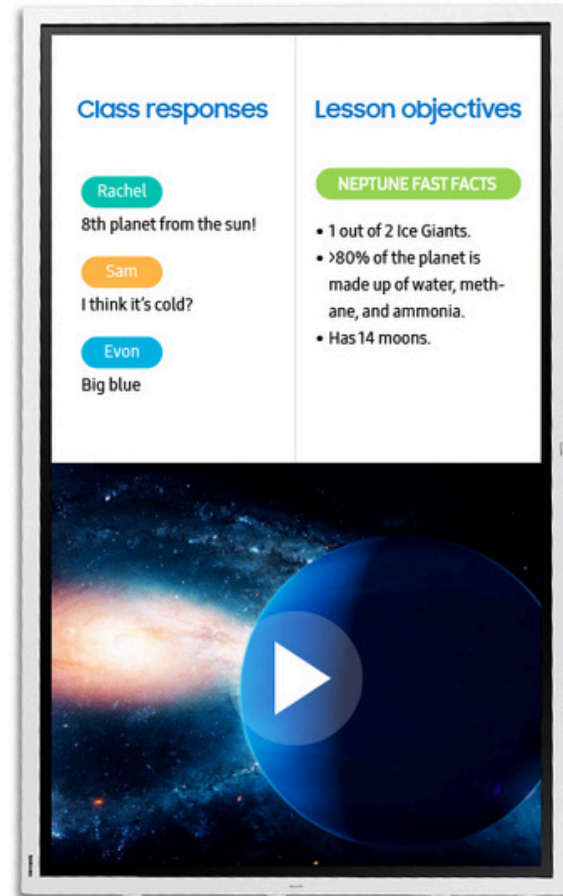 Class responses
Rachel
8th planet from the sun!
Sam
I think it's cold?
Evon
Big blue
Lesson objectives
NEPTUNE FAST FACTS
• 1 out of 2 Ice Giants.
• >80% of the planet is
made up of water, meth-
ane, and ammonia.
• Has 14 moons.